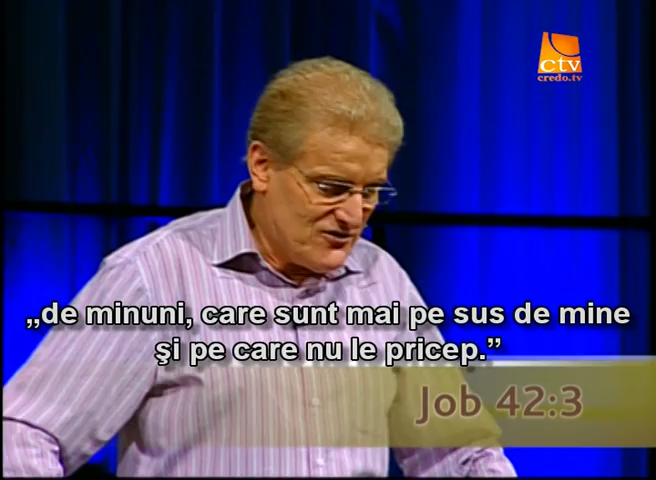 ctv
credo.tv
„de minuni, care sunt mai pe sus de mine
şi pe care nu le pricep.”
Job 42:3